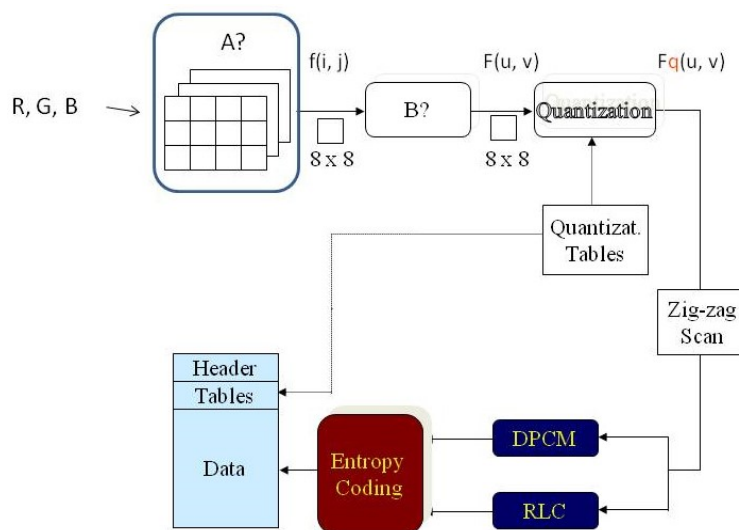 A?
f(i, j)
F(u, v)
Fq(u, v)
R, G, B
B?
Quantization
8 x 8
8 x 8
Quantizat.
Tables
Zig-zag
Scan
Header
Tables
Data
Entropy
Coding
DPCM
RLC